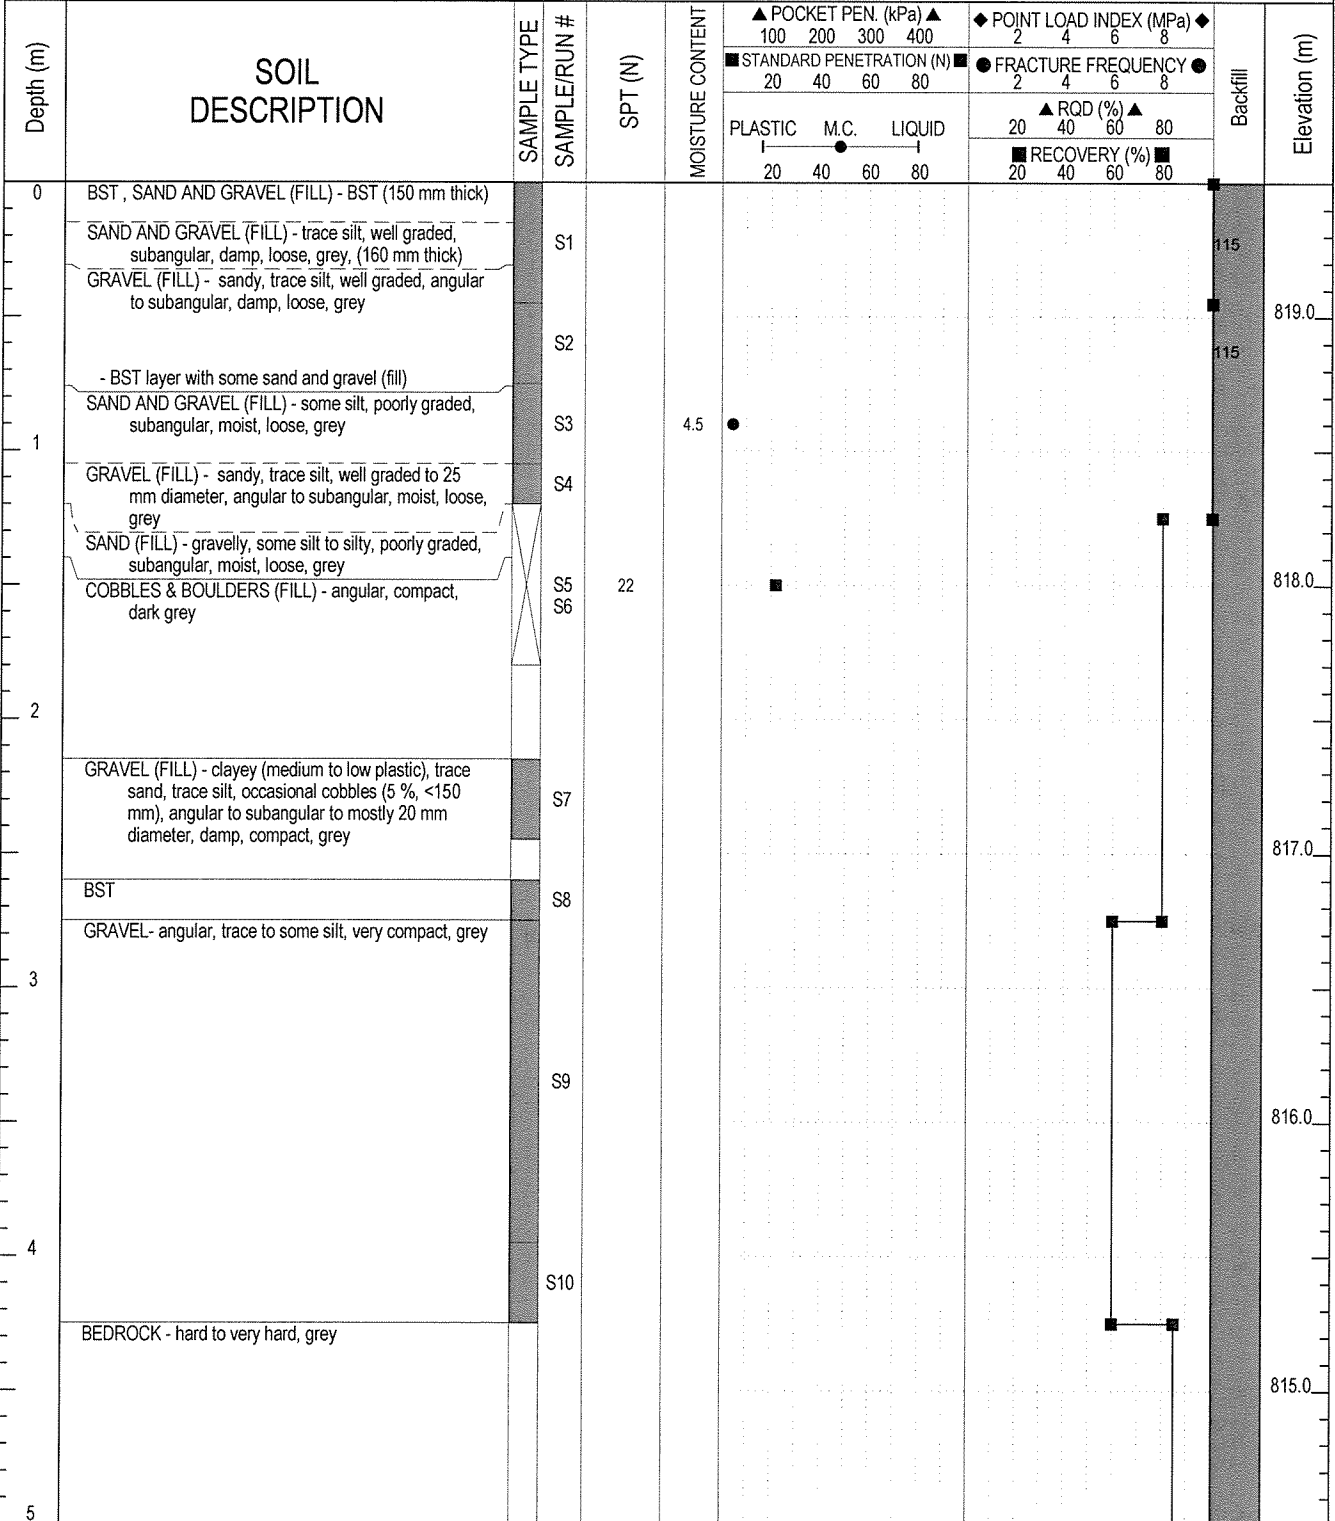 Depth (m)
SOIL
DESCRIPTION
SAMPLE TYPE
SAMPLE/RUN #
SPT (N)
MOISTURE CONTENT
▲ POCKET PEN. (kPa) ▲
100 200 300 400
■ STANDARD PENETRATION (N) ■
20 40 60 80
PLASTIC M.C. LIQUID
20 40 60 80
◆ POINT LOAD INDEX (MPa) ◆
2 4 6 8
● FRACTURE FREQUENCY ●
2 4 6 8
▲ RQD (%) ▲
20 40 60 80
■ RECOVERY (%) ■
20 40 60 80
Backfill
Elevation (m)
0
BST , SAND AND GRAVEL (FILL) - BST (150 mm thick)
SAND AND GRAVEL (FILL) - trace silt, well graded,
subangular, damp, loose, grey, (160 mm thick)
S1
115
GRAVEL (FILL) - sandy, trace silt, well graded, angular
to subangular, damp, loose, grey
819.0
S2
115
- BST layer with some sand and gravel (fill)
SAND AND GRAVEL (FILL) - some silt, poorly graded,
subangular, moist, loose, grey
S3
4.5
1
GRAVEL (FILL) - sandy, trace silt, well graded to 25
mm diameter, angular to subangular, moist, loose,
grey
S4
SAND (FILL) - gravelly, some silt to silty, poorly graded,
subangular, moist, loose, grey
COBBLES & BOULDERS (FILL) - angular, compact,
dark grey
S5
22
818.0
S6
2
GRAVEL (FILL) - clayey (medium to low plastic), trace
sand, trace silt, occasional cobbles (5 %, <150
mm), angular to subangular to mostly 20 mm
diameter, damp, compact, grey
S7
817.0
BST
S8
GRAVEL- angular, trace to some silt, very compact, grey
3
S9
816.0
4
S10
BEDROCK - hard to very hard, grey
815.0
5